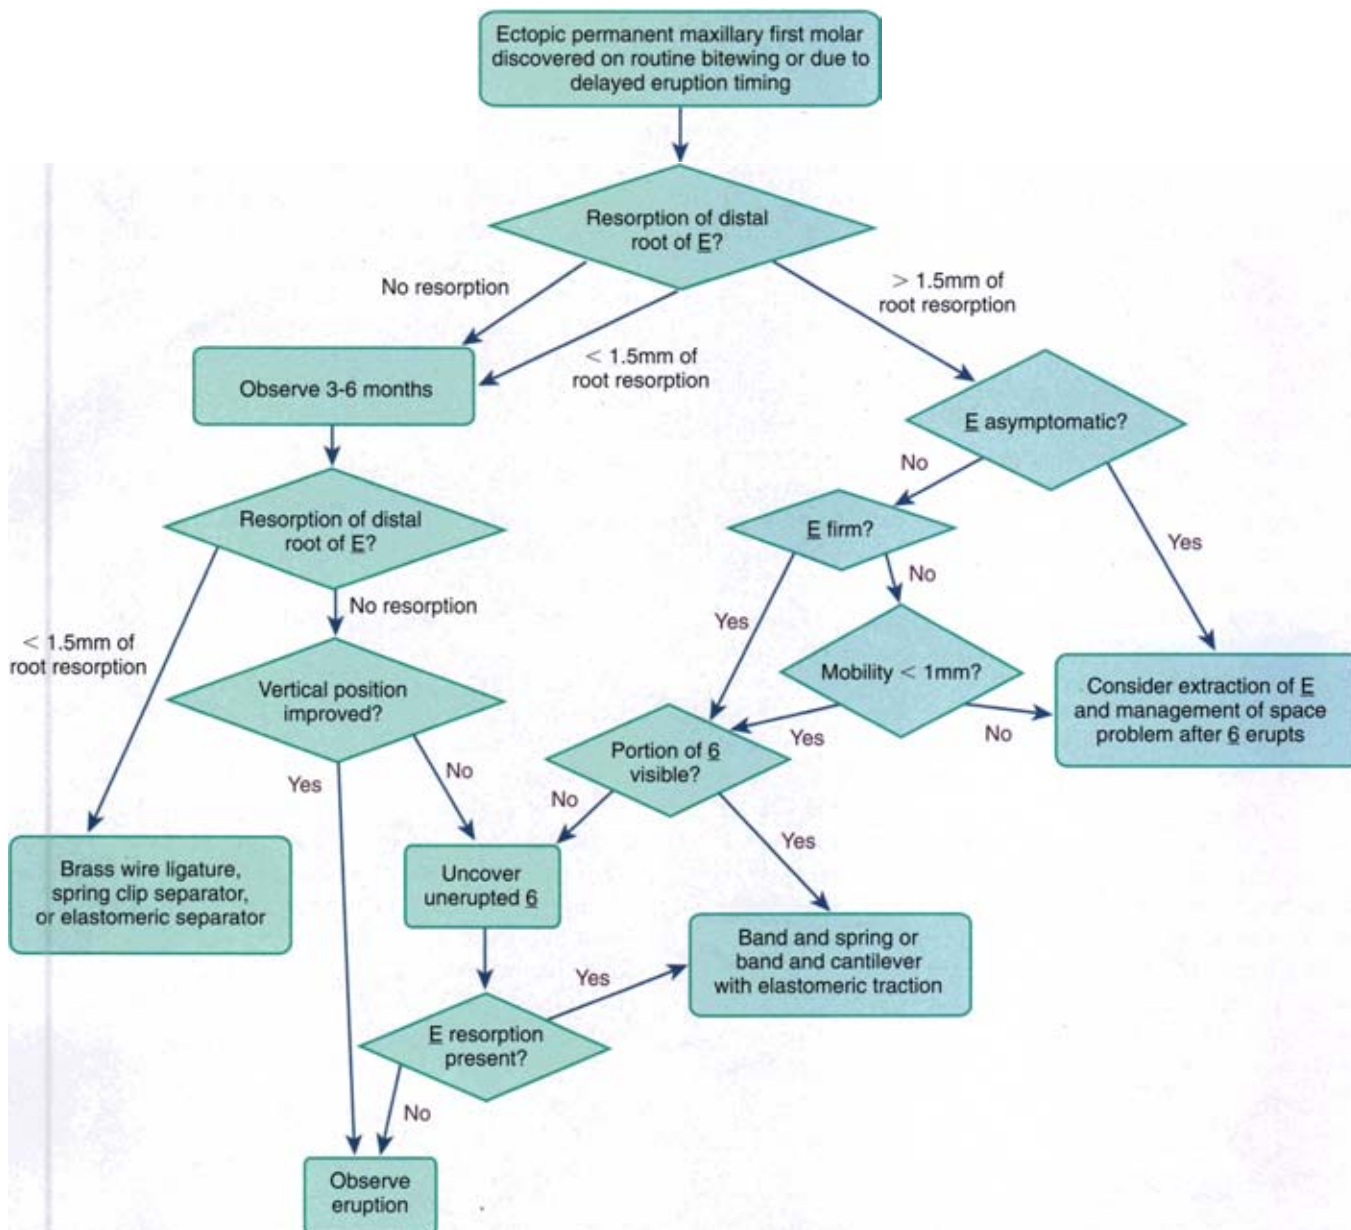 Ectopic permanent maxillary first molar
discovered on routine bitewing or due to
delayed eruption timing
Resorption of distal
root of E?
No resorption
< 1.5mm of
root resorption
> 1.5mm of
root resorption
Observe 3-6 months
E asymptomatic?
No
Yes
E firm?
Yes
No
Resorption of distal
root of E?
< 1.5mm of
root resorption
No resorption
Mobility < 1mm?
Yes
No
Consider extraction of E
and management of space
problem after 6 erupts
Vertical position
improved?
Yes
No
Portion of 6
visible?
No
Yes
Brass wire ligature,
spring clip separator,
or elastomeric separator
Uncover
unerupted 6
Band and spring or
band and cantilever
with elastomeric traction
E resorption
present?
Yes
No
Observe
eruption